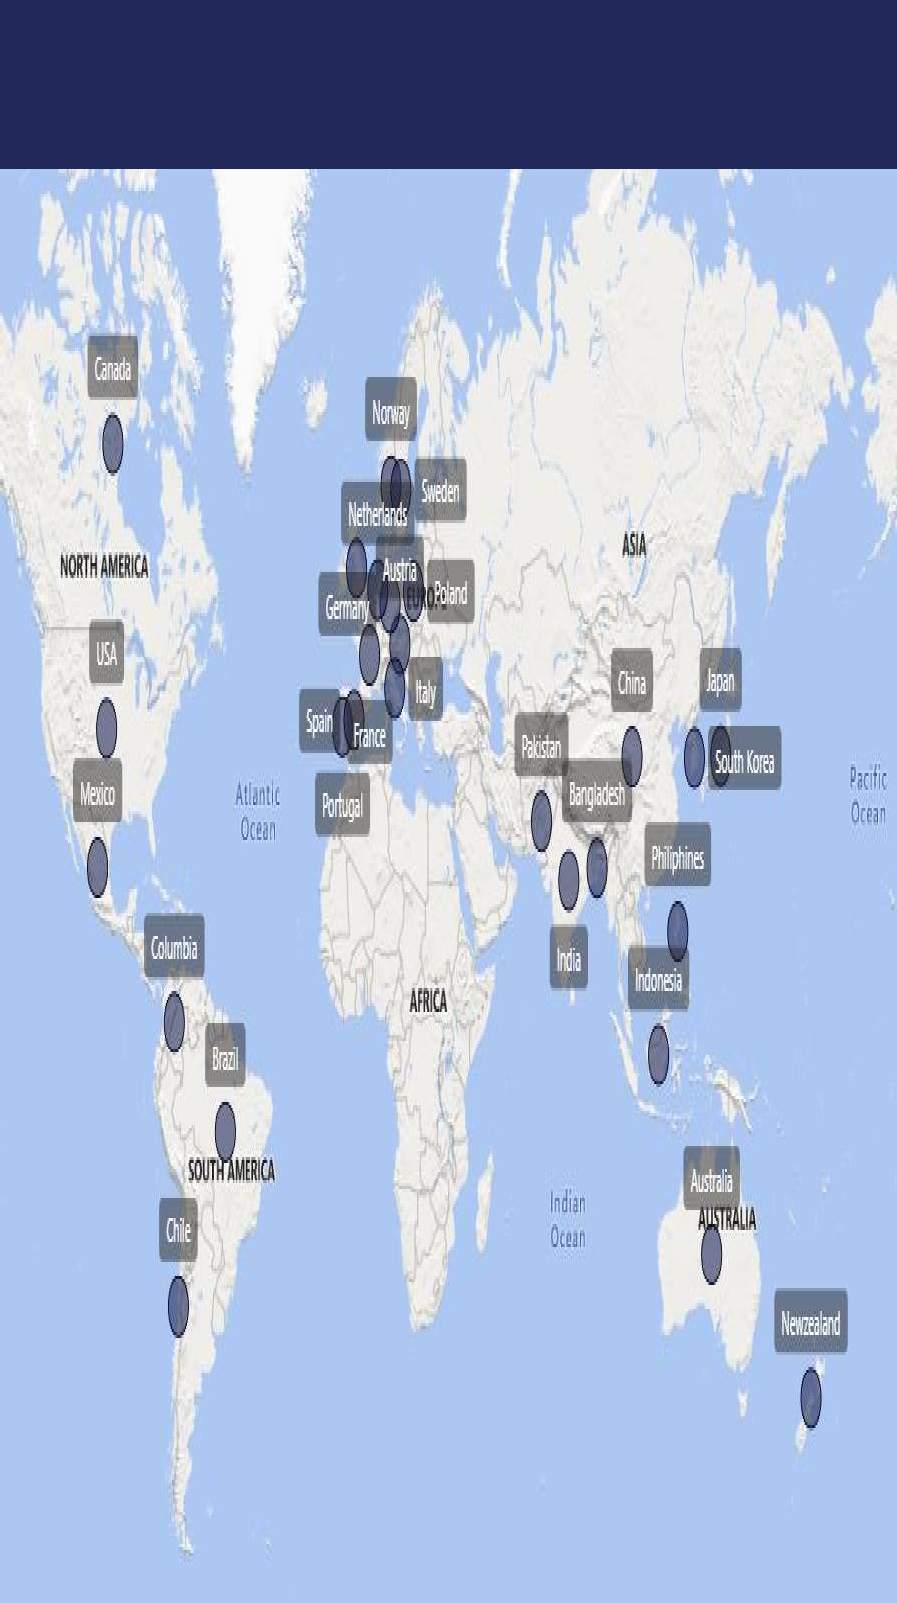 Canada
Norway
Sweden
Netherlands
NORTH AMERICA
ASIA
Austria
EUROPE
Poland
Germany
USA
China
Japan
Italy
Spain
France
Pakistan
South Korea
Mexico
Bangladesh
Atlantic
Ocean
Pacific
Ocean
Portugal
Philiphines
Columbia
India
Indonesia
AFRICA
Brazil
SOUTH AMERICA
Australia
Indian
Ocean
AUSTRALIA
Chile
Newzealand